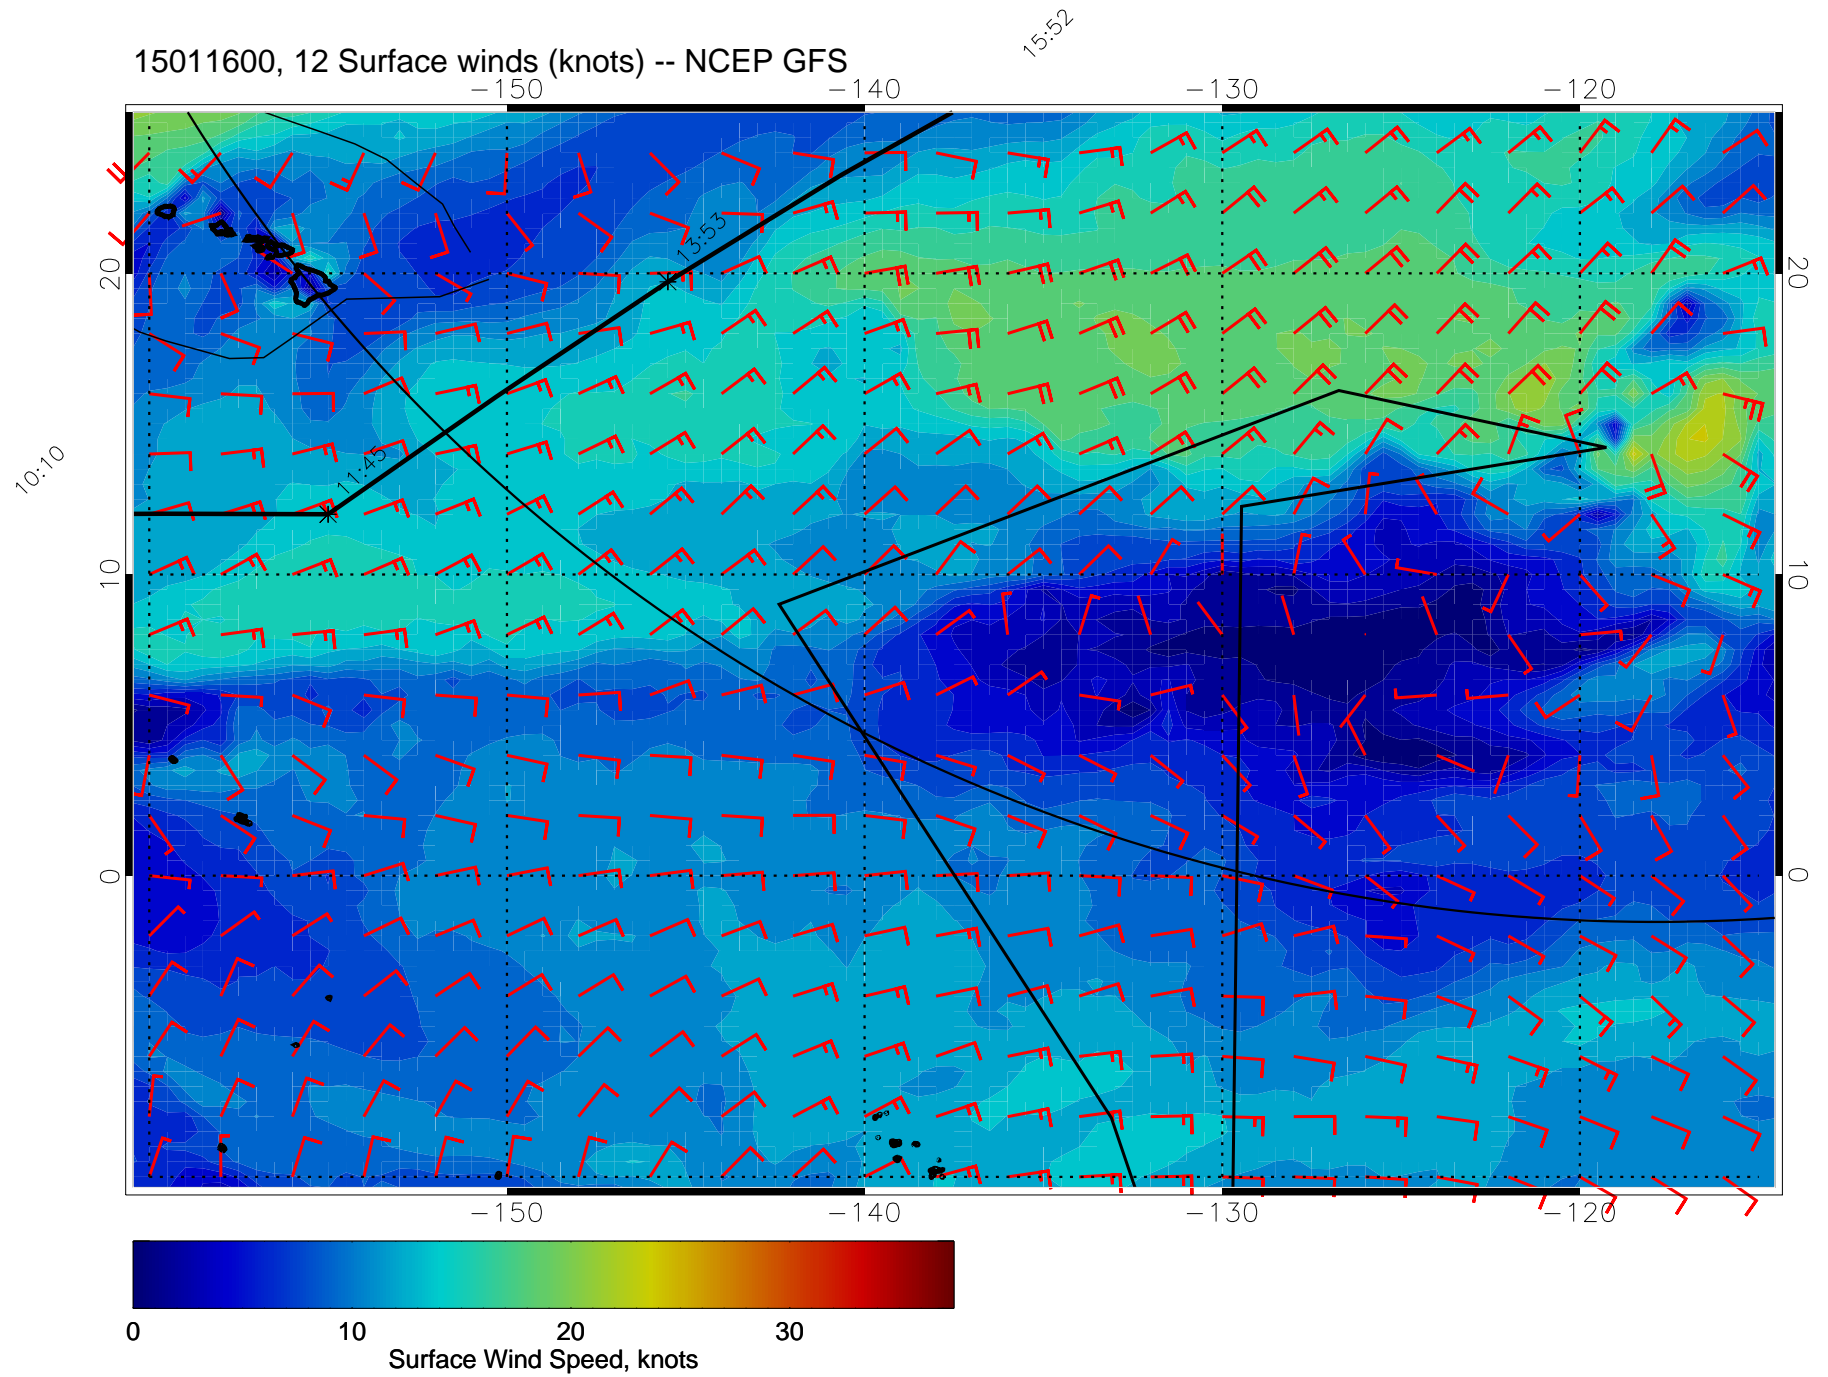 15:52
15011600, 12 Surface winds (knots) -- NCEP GFS
-150 -140 -130 -120
13:53
20 20
11:45
10:10
10 10
0 0
-150 -140 -130 -120
0 10 20 30
Surface Wind Speed, knots